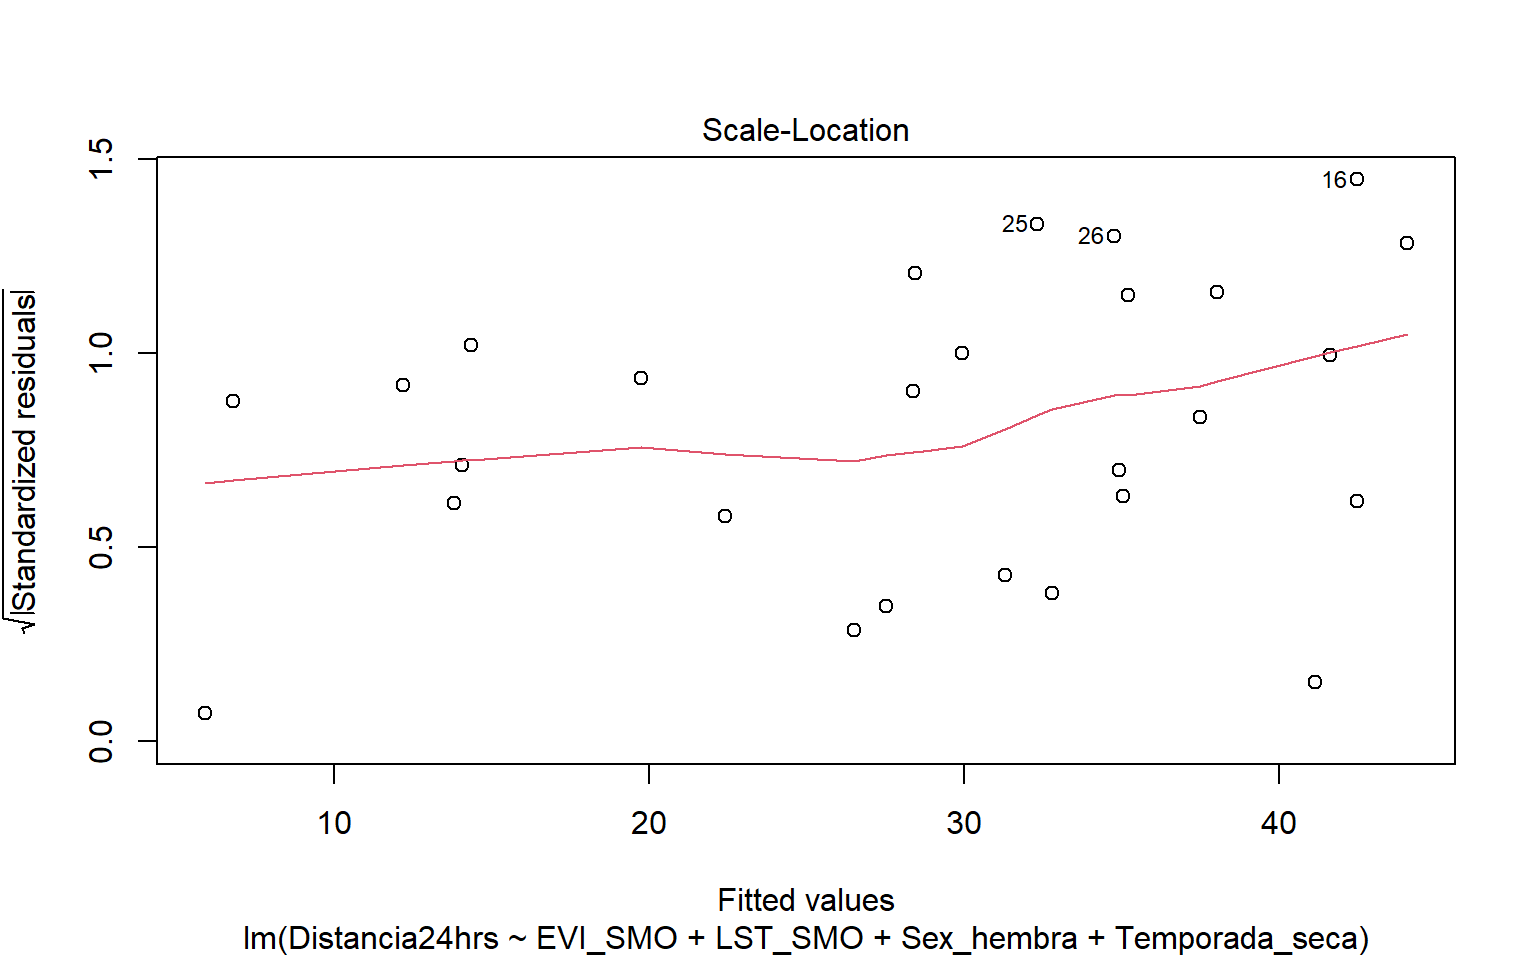 Scale-Location
1.5
1.0
0.5
0.0
√|Standardized residuals|
16
25
26
10 20 30 40
Fitted values
lm(Distancia24hrs ~ EVI_SMO + LST_SMO + Sex_hembra + Temporada_seca)